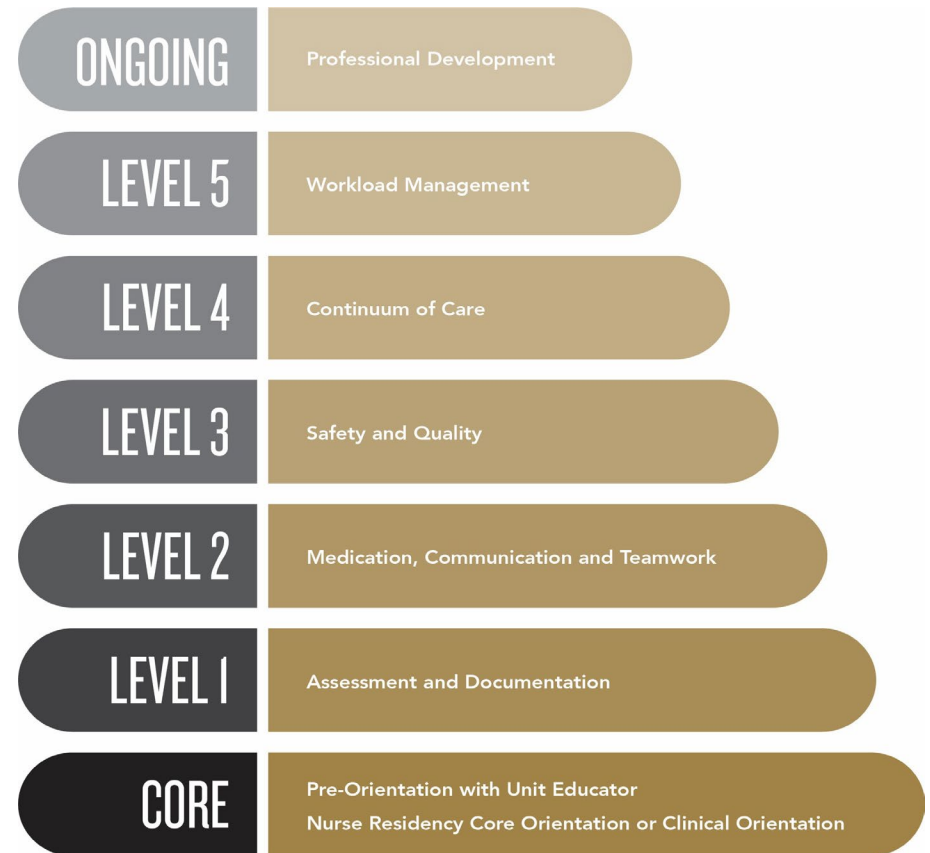 ONGOING
Professional Development
LEVEL 5
Workload Management
LEVEL 4
Continuum of Care
LEVEL 3
Safety and Quality
LEVEL 2
Medication, Communication and Teamwork
LEVEL 1
Assessment and Documentation
CORE
Pre-Orientation with Unit Educator
Nurse Residency Core Orientation or Clinical Orientation